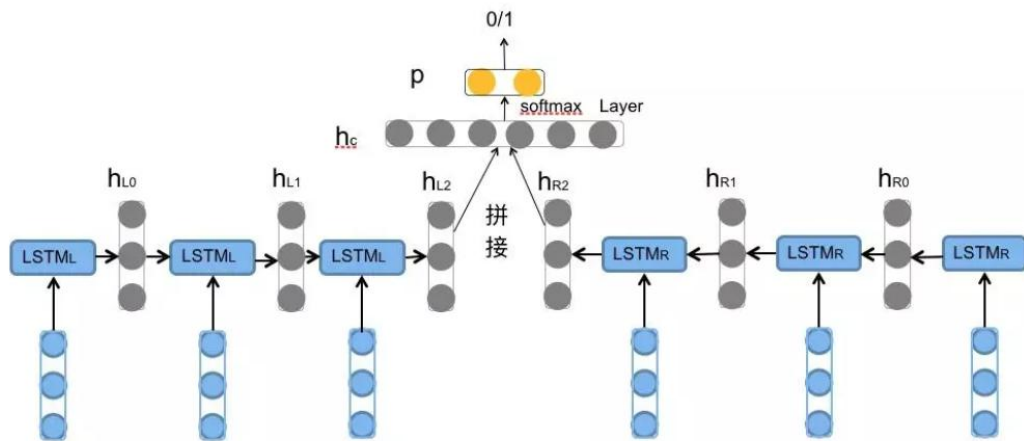 0/1
p
softmax Layer
hc
hL0
hL1
hL2
hR2
hR1
hR0
拼
接
LSTML
LSTML
LSTML
LSTMR
LSTMR
LSTMR